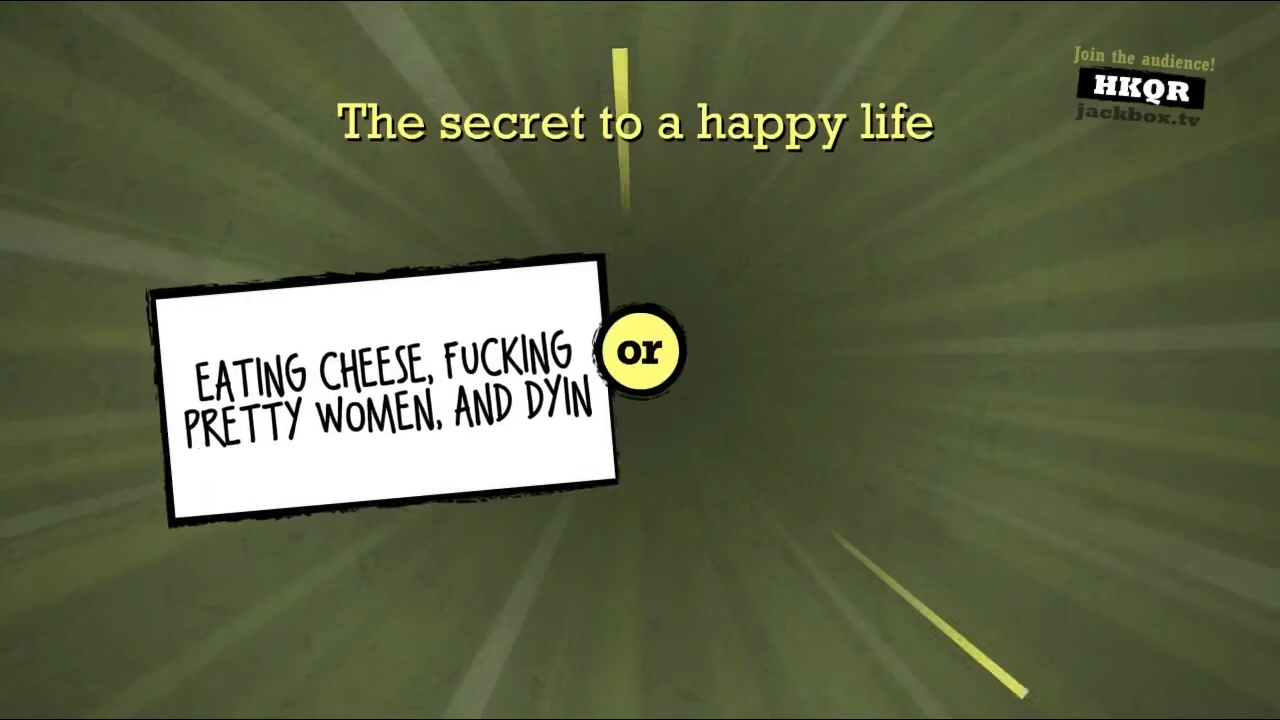 Join the audience!
HKQR
jackbox.tv
The secret to a happy life
EATING CHEESE, FUCKING
PRETTY WOMEN, AND DYIN
or